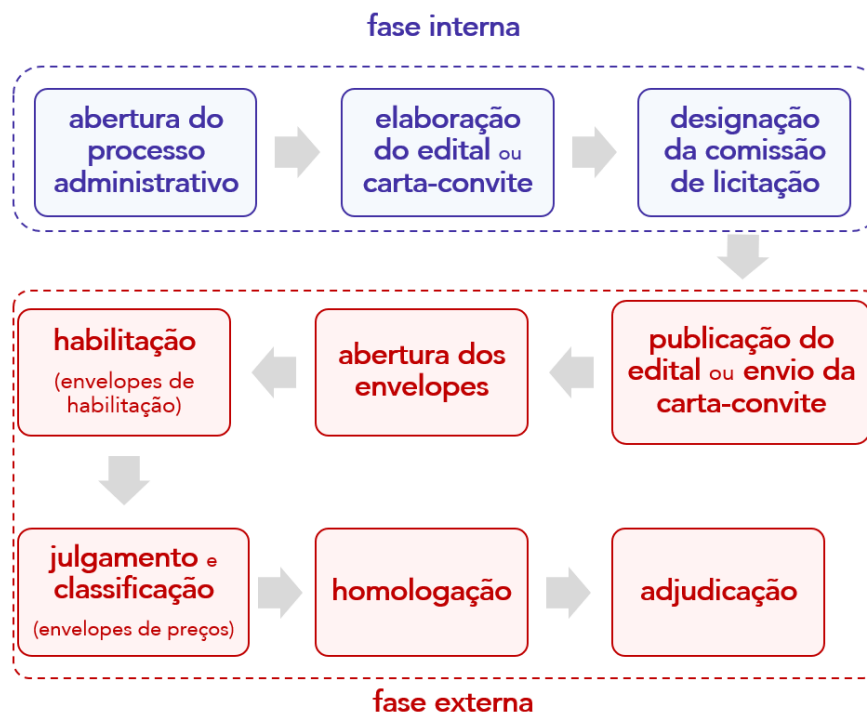 fase interna
abertura do
processo
administrativo
elaboração
do edital ou
carta-convite
designação
da comissão
de licitação
publicação do
edital ou envio da
carta-convite
abertura dos
envelopes
habilitação
(envelopes de
habilitação)
julgamento e
classificação
(envelopes de preços)
homologação
adjudicação
fase externa